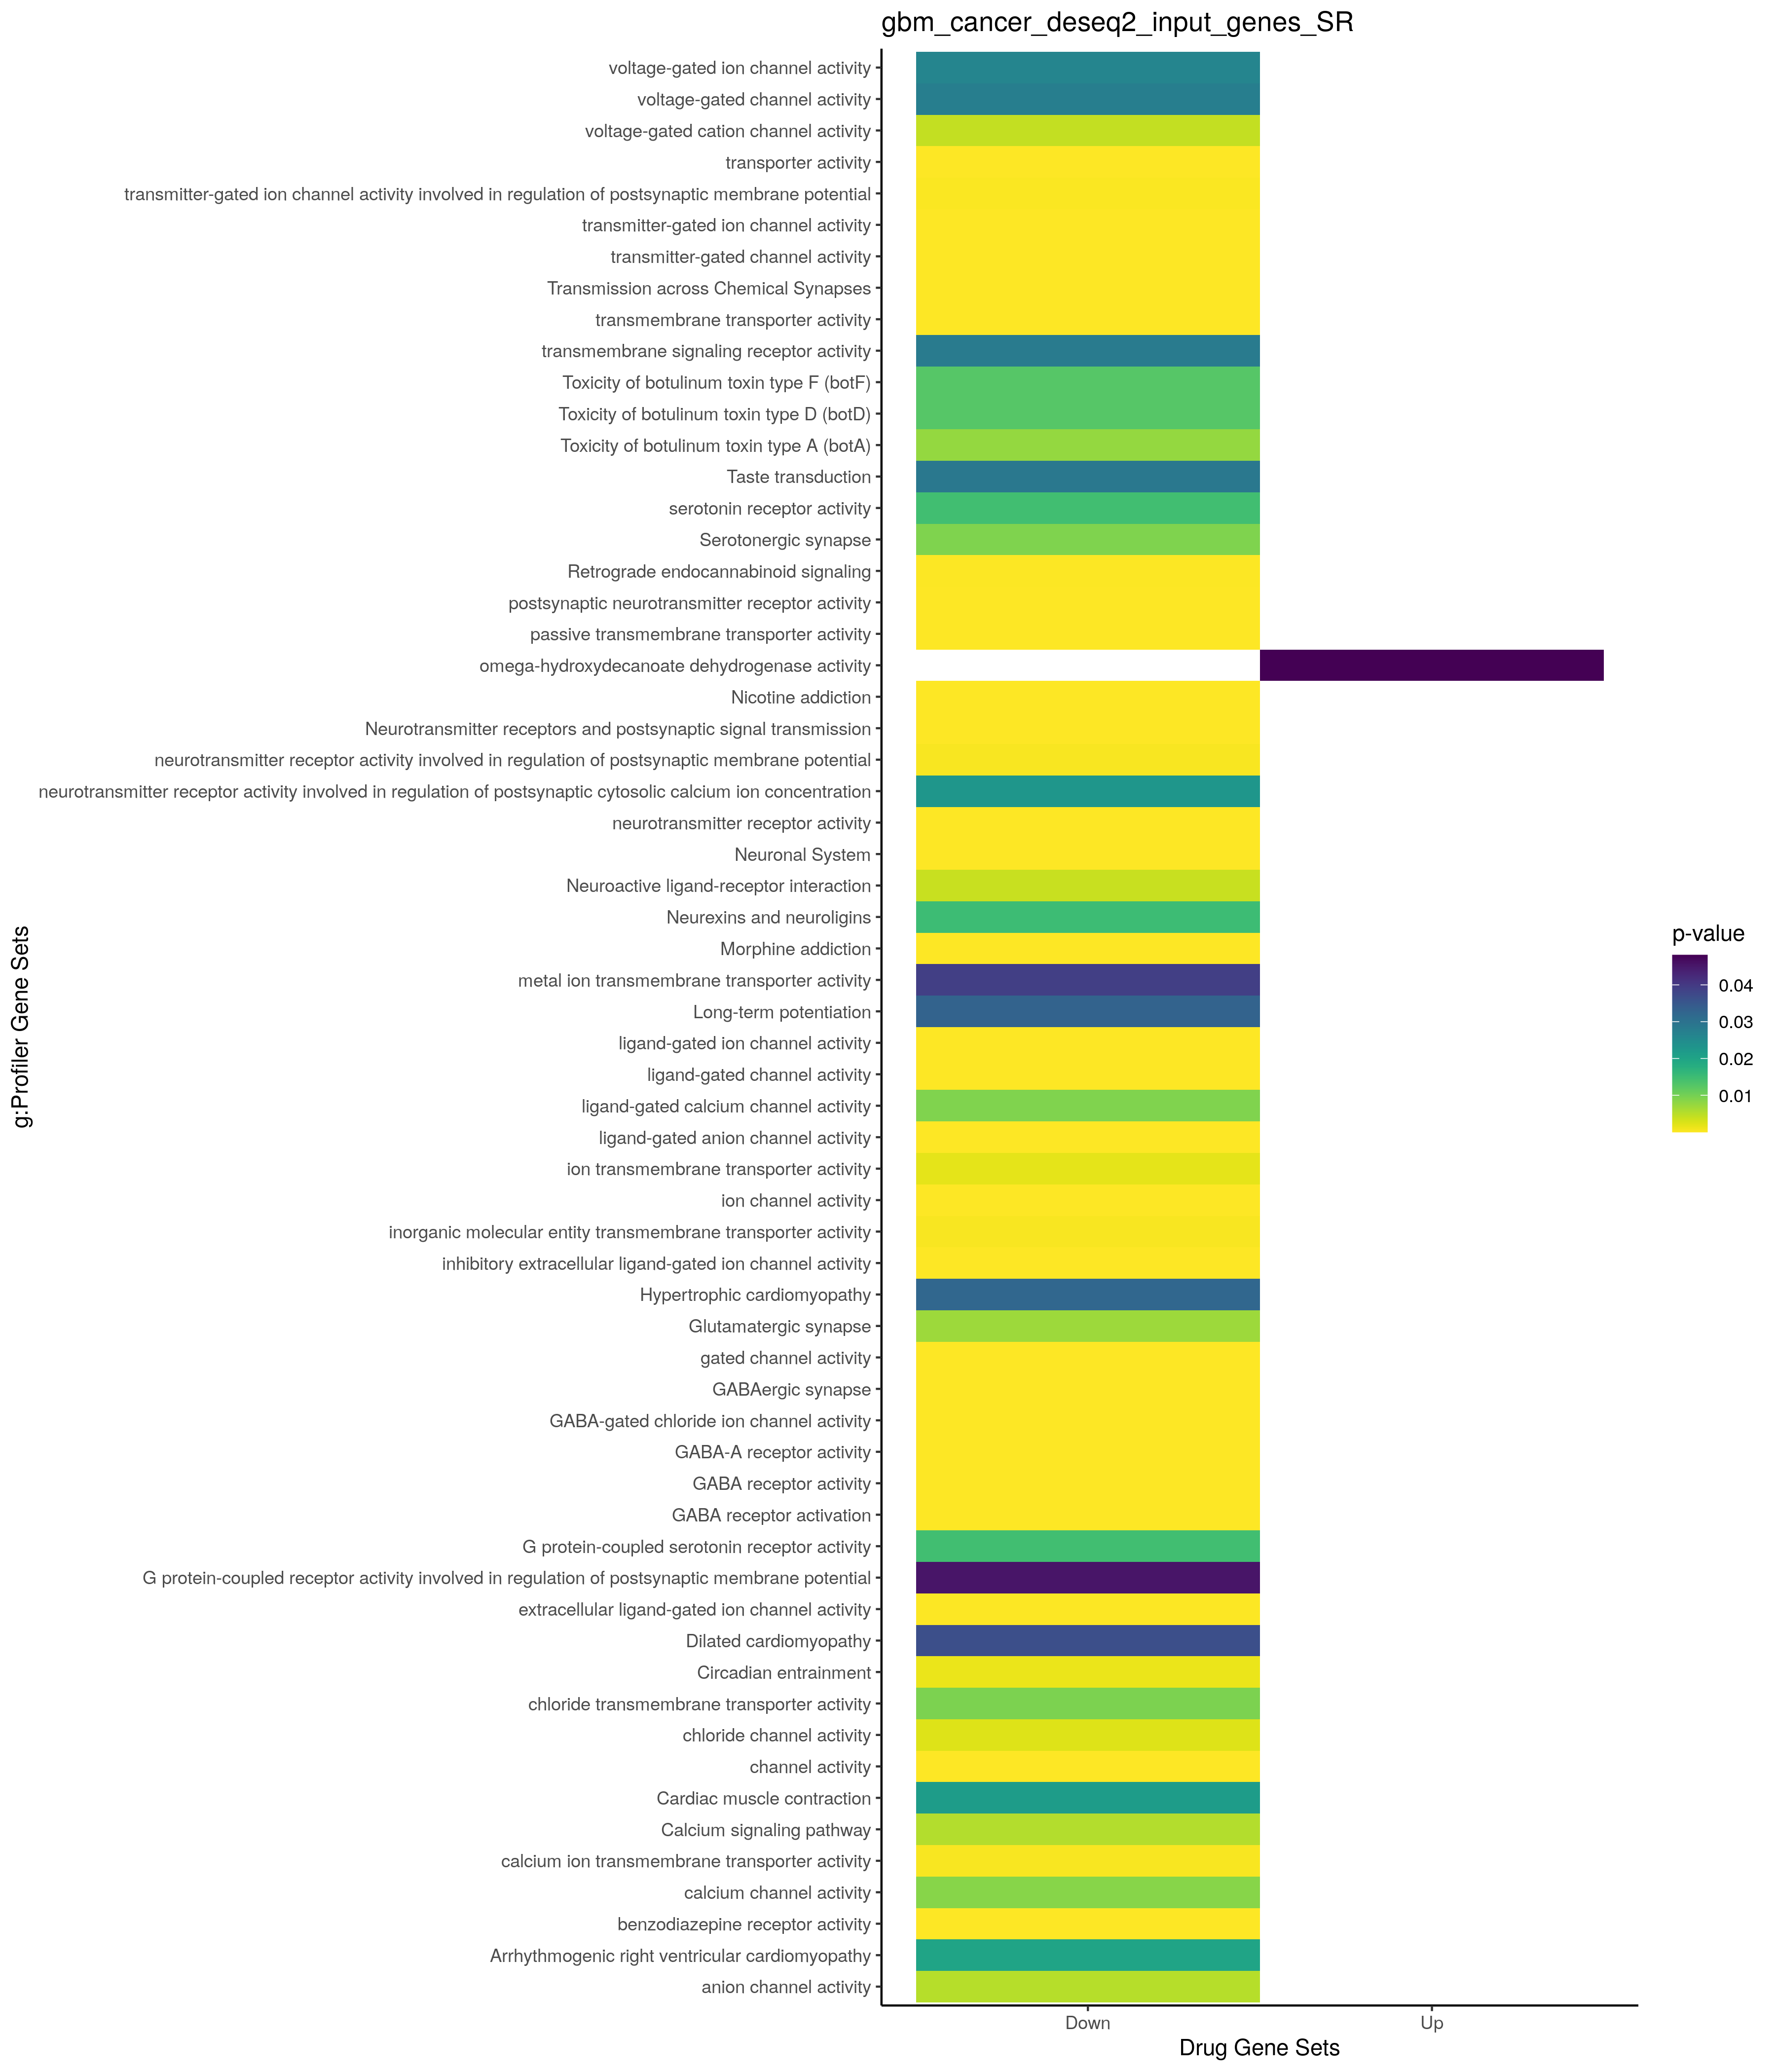 gbm_cancer_deseq2_input_genes_SR
voltage-gated ion channel activity
voltage-gated channel activity
voltage-gated cation channel activity
transporter activity
transmitter-gated ion channel activity involved in regulation of postsynaptic membrane potential
transmitter-gated ion channel activity
transmitter-gated channel activity
Transmission across Chemical Synapses
transmembrane transporter activity
transmembrane signaling receptor activity
Toxicity of botulinum toxin type F (botF)
Toxicity of botulinum toxin type D (botD)
Toxicity of botulinum toxin type A (botA)
Taste transduction
serotonin receptor activity
Serotonergic synapse
Retrograde endocannabinoid signaling
postsynaptic neurotransmitter receptor activity
passive transmembrane transporter activity
omega-hydroxydecanoate dehydrogenase activity
Nicotine addiction
Neurotransmitter receptors and postsynaptic signal transmission
neurotransmitter receptor activity involved in regulation of postsynaptic membrane potential
neurotransmitter receptor activity involved in regulation of postsynaptic cytosolic calcium ion concentration
neurotransmitter receptor activity
Neuronal System
Neuroactive ligand-receptor interaction
Neurexins and neuroligins
Morphine addiction
metal ion transmembrane transporter activity
Long-term potentiation
ligand-gated ion channel activity
ligand-gated channel activity
ligand-gated calcium channel activity
ligand-gated anion channel activity
ion transmembrane transporter activity
ion channel activity
inorganic molecular entity transmembrane transporter activity
inhibitory extracellular ligand-gated ion channel activity
Hypertrophic cardiomyopathy
Glutamatergic synapse
gated channel activity
GABAergic synapse
GABA-gated chloride ion channel activity
GABA-A receptor activity
GABA receptor activity
GABA receptor activation
G protein-coupled serotonin receptor activity
G protein-coupled receptor activity involved in regulation of postsynaptic membrane potential
extracellular ligand-gated ion channel activity
Dilated cardiomyopathy
Circadian entrainment
chloride transmembrane transporter activity
chloride channel activity
channel activity
Cardiac muscle contraction
Calcium signaling pathway
calcium ion transmembrane transporter activity
calcium channel activity
benzodiazepine receptor activity
Arrhythmogenic right ventricular cardiomyopathy
anion channel activity
g:Profiler Gene Sets
Down
Up
Drug Gene Sets
p-value
0.04
0.03
0.02
0.01